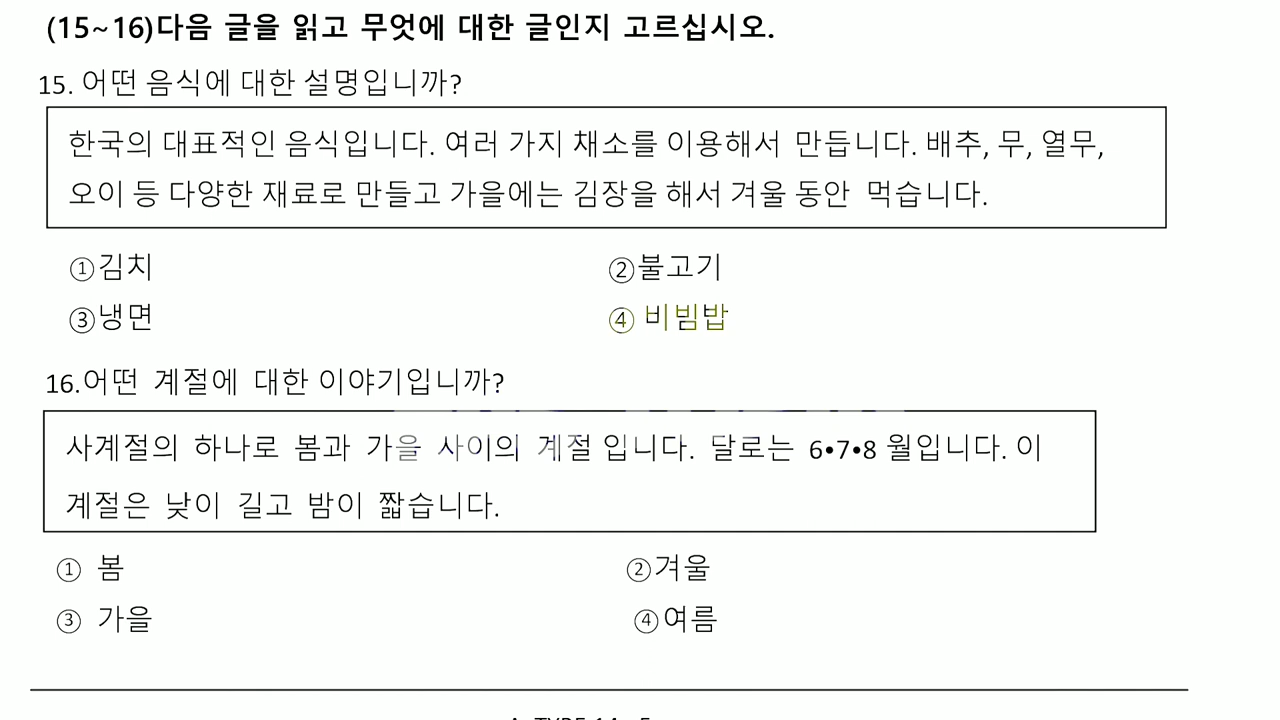 (15~16)다음 글을 읽고 무엇에 대한 글인지 고르십시오.
15. 어떤 음식에 대한 설명입니까?
한국의 대표적인 음식입니다. 여러 가지 채소를 이용해서 만듭니다. 배추, 무, 열무,
오이 등 다양한 재료로 만들고 가을에는 김장을 해서 겨울 동안 먹습니다.
①김치 ②불고기
③냉면 ④ 비빔밥
16.어떤 계절에 대한 이야기입니까?
사계절의 하나로 봄과 가을 사이의 계절 입니다. 달로는 6•7•8 월입니다. 이
계절은 낮이 길고 밤이 짧습니다.
① 봄 ②겨울
③ 가을 ④여름